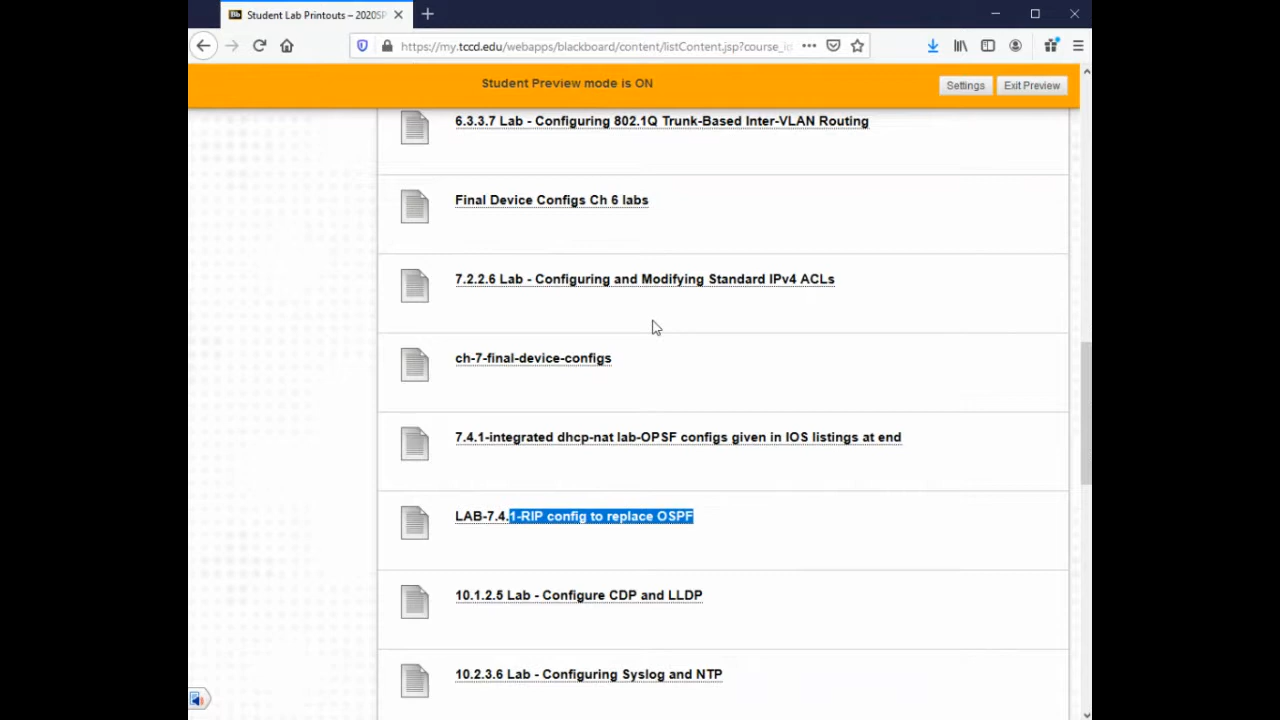 Bb Student Lab Printouts – 2020SP
https://my.tccd.edu/webapps/blackboard/content/listContent.jsp?course_i
Student Preview mode is ON
Settings
Exit Preview
6.3.3.7 Lab - Configuring 802.1Q Trunk-Based Inter-VLAN Routing
Final Device Configs Ch 6 labs
7.2.2.6 Lab - Configuring and Modifying Standard IPv4 ACLs
ch-7-final-device-configs
7.4.1-integrated dhcp-nat lab-OPSF configs given in IOS listings at end
LAB-7.4.1-RIP config to replace OSPF
10.1.2.5 Lab - Configure CDP and LLDP
10.2.3.6 Lab - Configuring Syslog and NTP